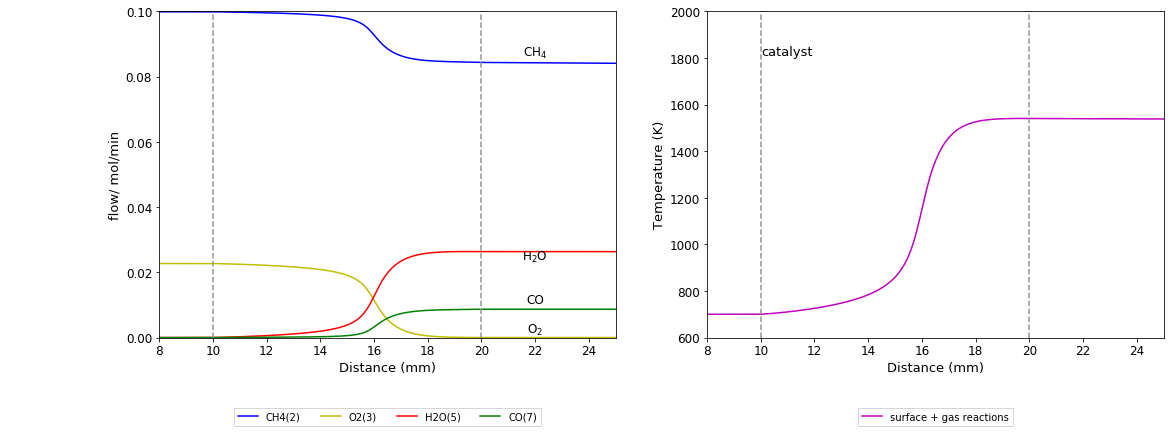 0.10
0.08
0.06
0.04
0.02
0.00
flow/ mol/min
CH4
H2O
CO
O2
8 10 12 14 16 18 20 22 24
Distance (mm)
CH4(2) O2(3) H2O(5) CO(7)
2000
1800
1600
1400
1200
1000
800
600
Temperature (K)
catalyst
8 10 12 14 16 18 20 22 24
Distance (mm)
surface + gas reactions